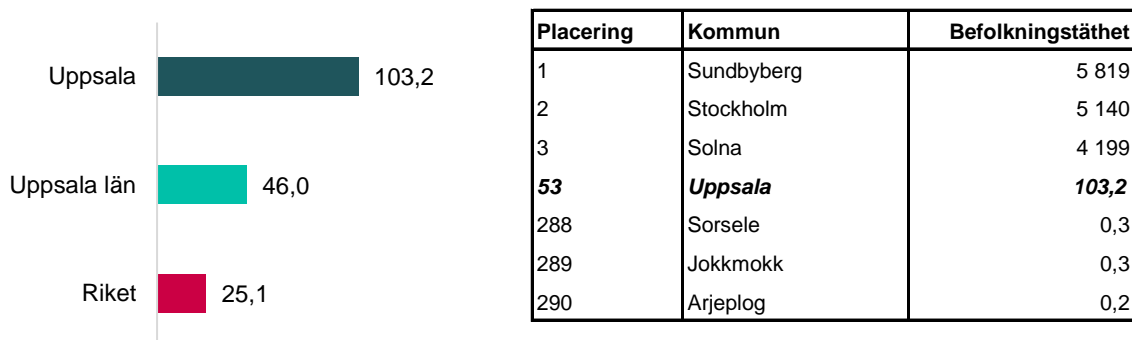 Uppsala 103,2
Uppsala län 46,0
Riket 25,1
Placering Kommun Befolkningstäthet
1 Sundbyberg 5 819
2 Stockholm 5 140
3 Solna 4 199
53 Uppsala 103,2
288 Sorsele 0,3
289 Jokkmokk 0,3
290 Arjeplog 0,2